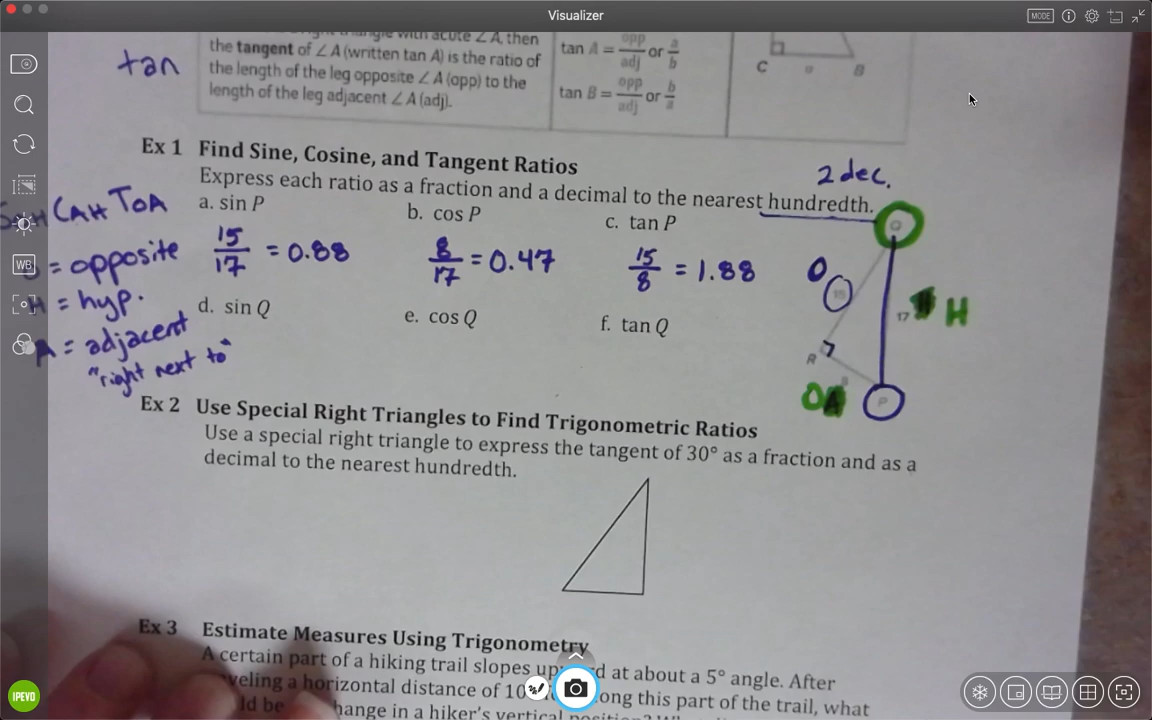 Visualizer
MODE
tan
the tangent of ∠A (written tan A) is the ratio of
the length of the leg opposite ∠A (opp) to the
length of the leg adjacent ∠A (adj).
tan A = opp/adj or a/b
tan B = opp/adj or b/a
C B
Ex 1 Find Sine, Cosine, and Tangent Ratios
2 dec.
Express each ratio as a fraction and a decimal to the nearest hundredth.
CAH TOA
a. sin P
b. cos P
c. tan P
15/17 = 0.88
8/17 = 0.47
15/8 = 1.88
= opposite
= hyp.
A = adjacent
"right next to"
d. sin Q
e. cos Q
f. tan Q
Q
O
17 H
R
O A P
Ex 2 Use Special Right Triangles to Find Trigonometric Ratios
Use a special right triangle to express the tangent of 30° as a fraction and as a
decimal to the nearest hundredth.
Ex 3 Estimate Measures Using Trigonometry
A certain part of a hiking trail slopes at about a 5° angle. After
a horizontal distance of this part of the trail, what
in a hiker's vertical
WB
IPEVO